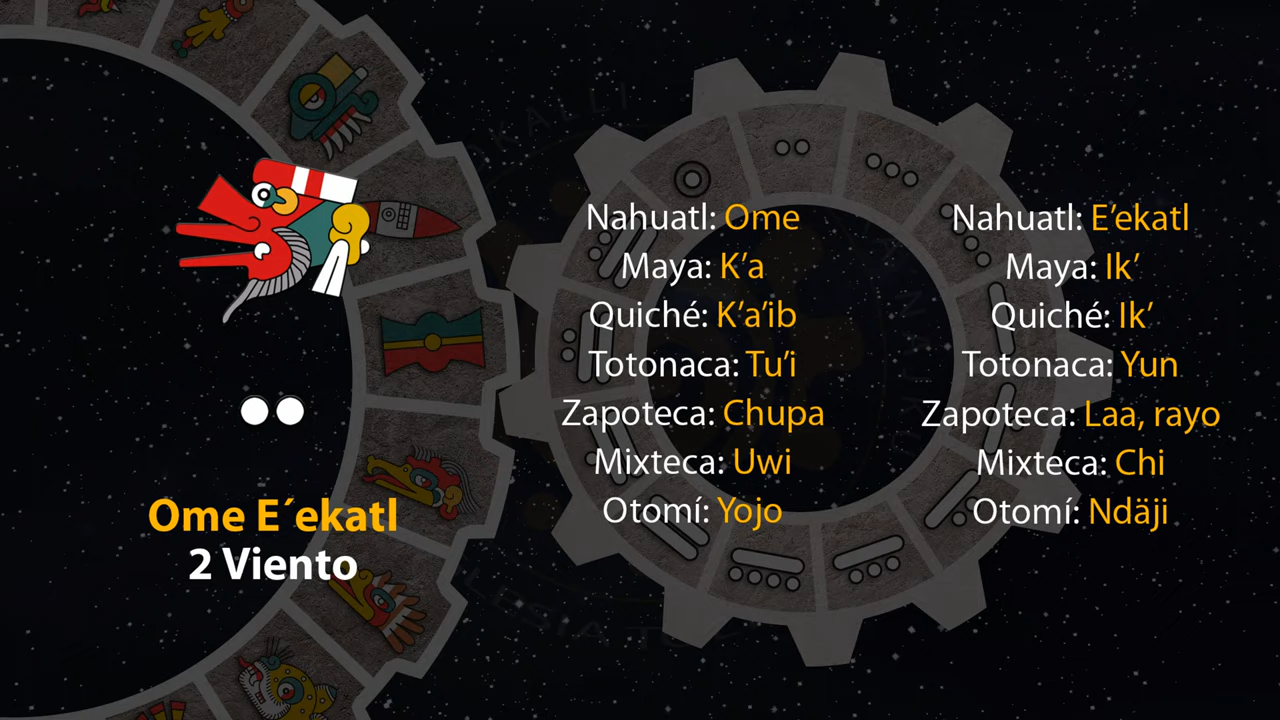 Nahuatl: Ome
Maya: K’a
Quiché: K’a’ib
Totonaca: Tu’i
Zapoteca: Chupa
Mixteca: Uwi
Otomí: Yojo
Nahuatl: E’ekatl
Maya: Ik’
Quiché: Ik’
Totonaca: Yun
Zapoteca: Laa, rayo
Mixteca: Chi
Otomí: Ndäji
Ome E´ekatl
2 Viento